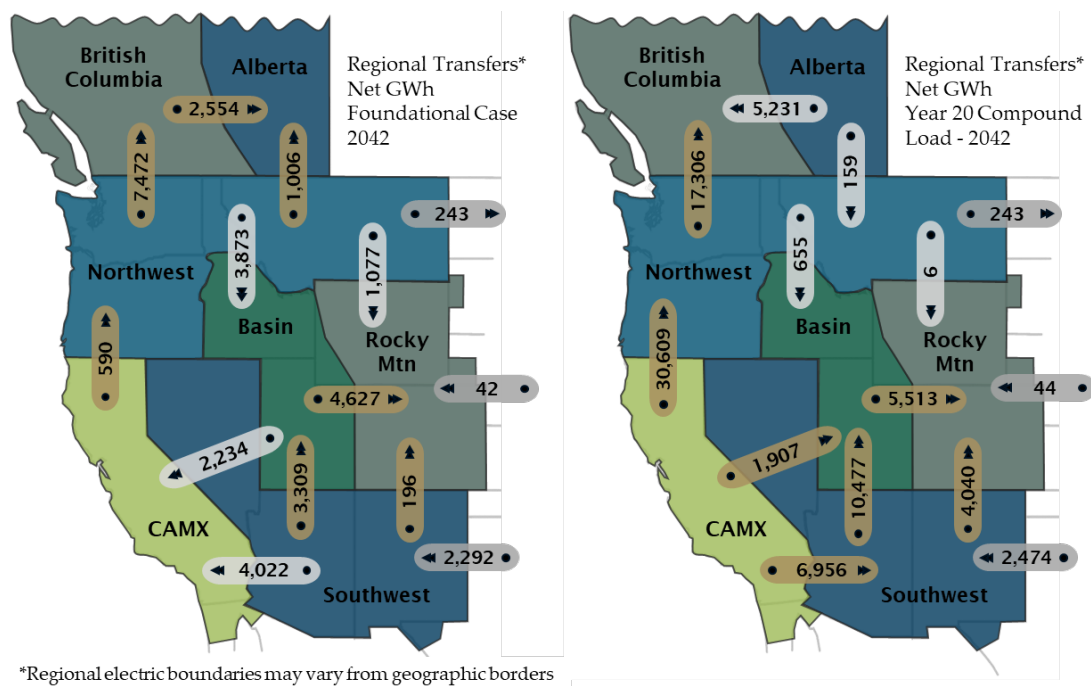 British
Columbia
Alberta
Regional Transfers*
Net GWh
Foundational Case
2042
2,554
7,472
1,006
243
3,873
1,077
Northwest
Basin
590
Rocky
Mtn
42
4,627
2,234
3,309
196
CAMX
2,292
4,022
Southwest
British
Columbia
Alberta
Regional Transfers*
Net GWh
Year 20 Compound
Load - 2042
5,231
17,306
159
243
655
6
Northwest
Basin
30,609
Rocky
Mtn
44
5,513
1,907
10,477
4,040
CAMX
2,474
6,956
Southwest
*Regional electric boundaries may vary from geographic borders